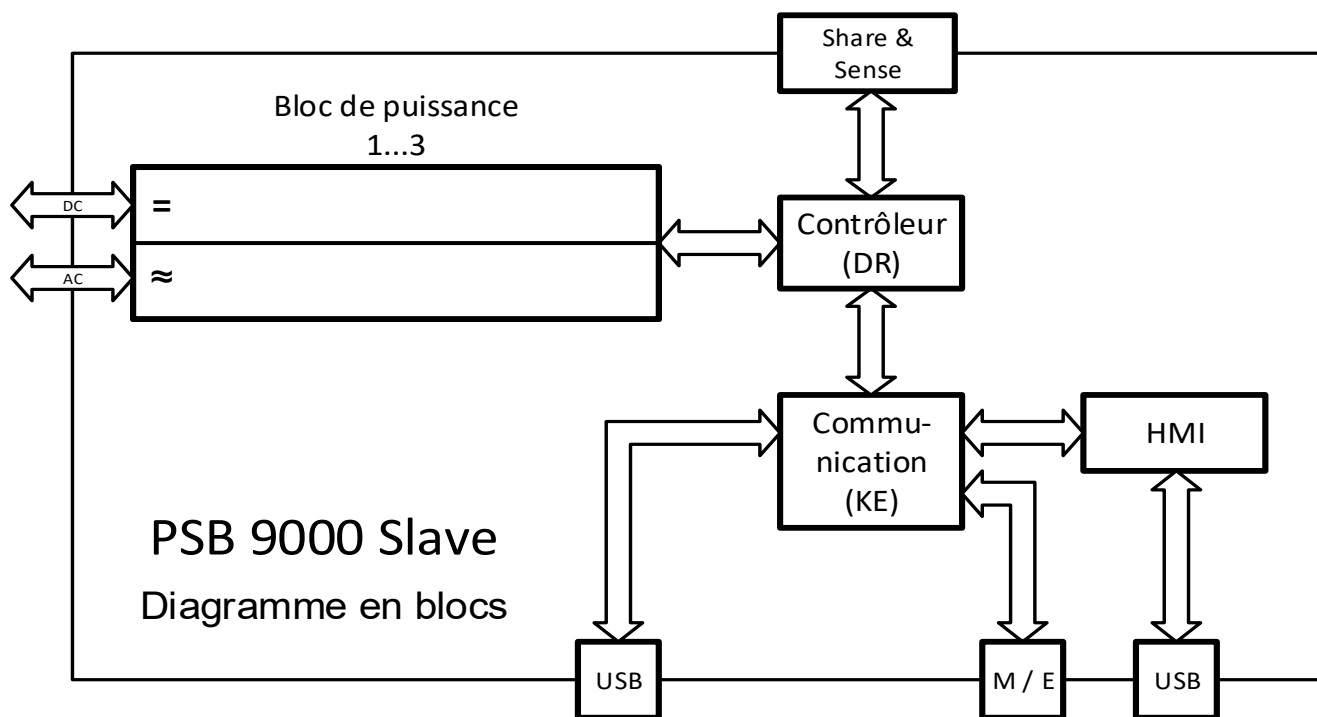 Share &
Sense
Bloc de puissance
1...3
DC
=
Contrôleur
(DR)
AC
≈
Commu-
nication
(KE)
HMI
PSB 9000 Slave
Diagramme en blocs
USB
M / E
USB